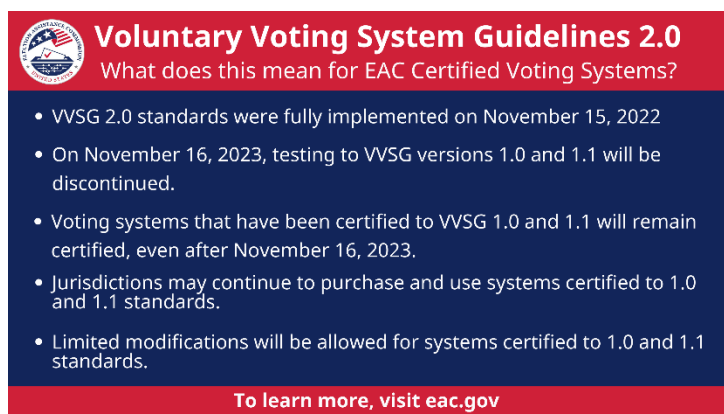 Voluntary Voting System Guidelines 2.0
What does this mean for EAC Certified Voting Systems?
• VVSG 2.0 standards were fully implemented on November 15, 2022
• On November 16, 2023, testing to VVSG versions 1.0 and 1.1 will be
discontinued.
• Voting systems that have been certified to VVSG 1.0 and 1.1 will remain
certified, even after November 16, 2023.
• Jurisdictions may continue to purchase and use systems certified to 1.0
and 1.1 standards.
• Limited modifications will be allowed for systems certified to 1.0 and 1.1
standards.
To learn more, visit eac.gov